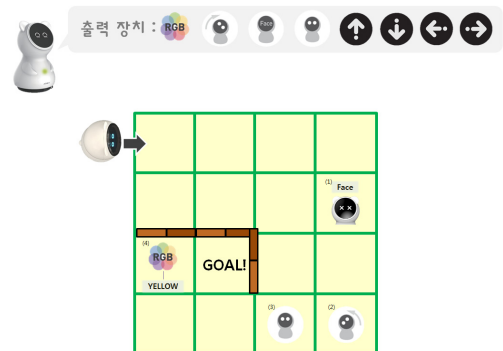 출력 장치 : RGB Face
(1) Face
(4)
RGB GOAL!
YELLOW
(3) (2)